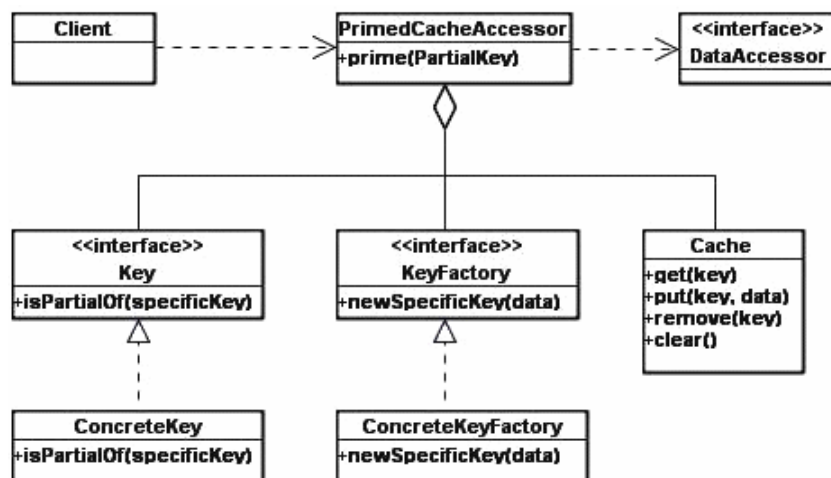 Client
PrimedCacheAccessor
+prime(PartialKey)
<<interface>>
DataAccessor
<<interface>>
Key
+isPartialOf(specificKey)
<<interface>>
KeyFactory
+newSpecificKey(data)
Cache
+get(key)
+put(key, data)
+remove(key)
+clear()
ConcreteKey
+isPartialOf(specificKey)
ConcreteKeyFactory
+newSpecificKey(data)